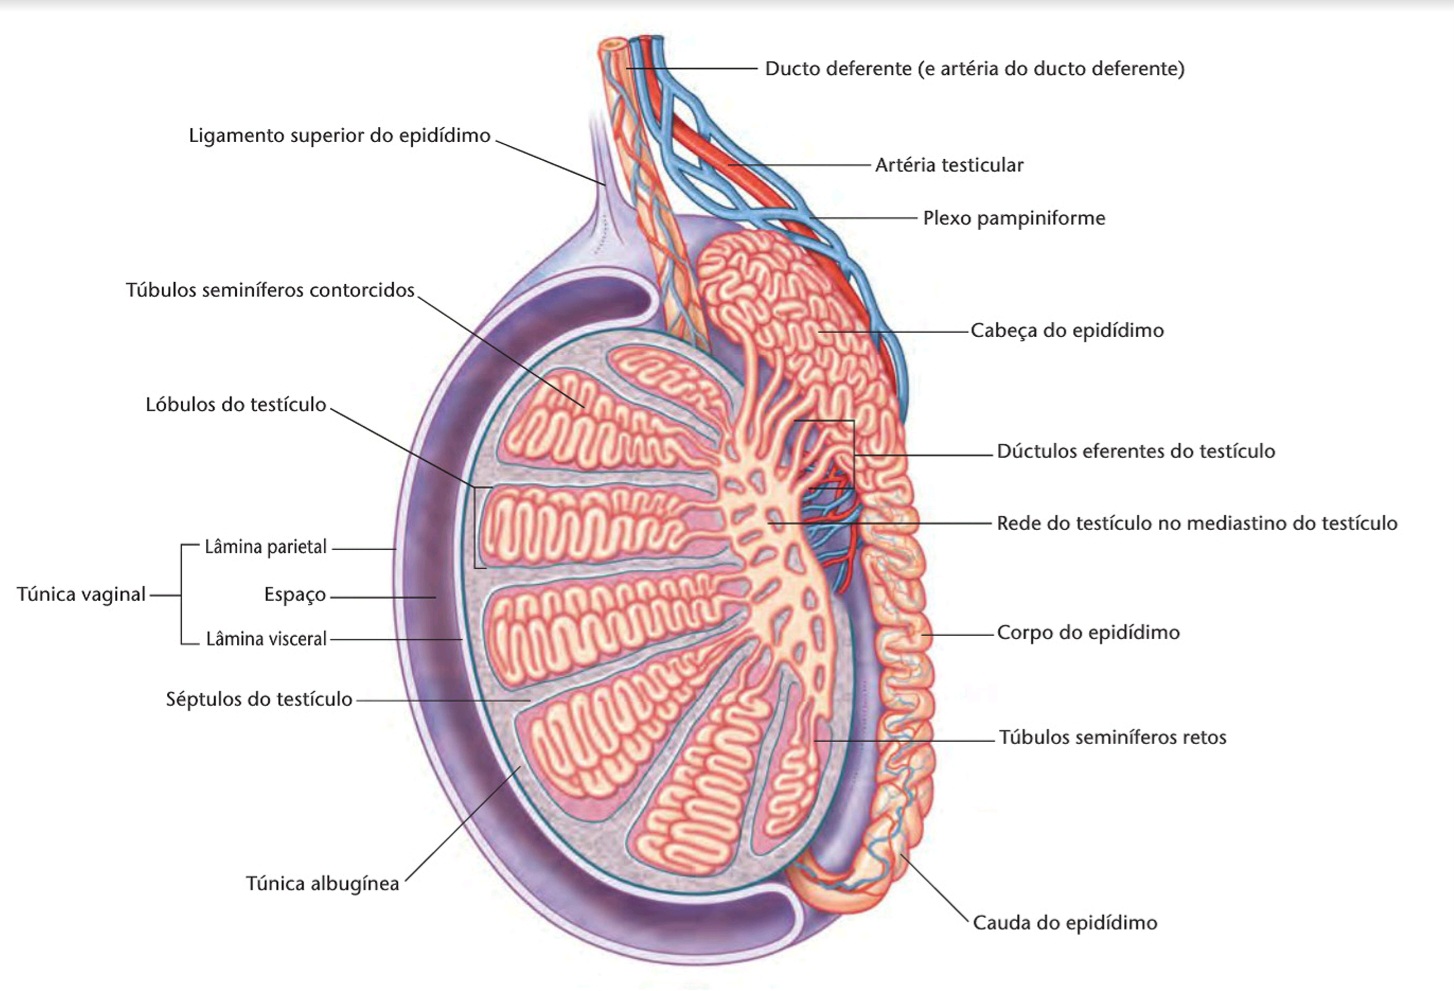 Ducto deferente (e artéria do ducto deferente)
Ligamento superior do epidídimo
Artéria testicular
Plexo pampiniforme
Túbulos seminíferos contorcidos
Cabeça do epidídimo
Lóbulos do testículo
Dúctulos eferentes do testículo
Rede do testículo no mediastino do testículo
Lâmina parietal
Túnica vaginal
Espaço
Lâmina visceral
Corpo do epidídimo
Séptulos do testículo
Túbulos seminíferos retos
Túnica albugínea
Cauda do epidídimo